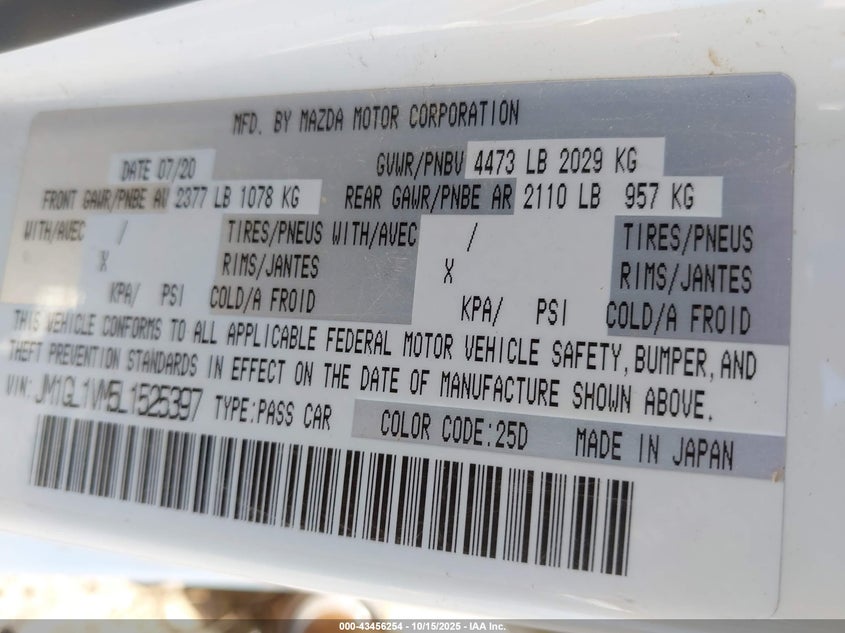 MFD. BY MAZDA MOTOR CORPORATION
DATE 07/20 GVWR/PNBV 4473 LB 2029 KG
FRONT GAWR/PNBE AV 2377 LB 1078 KG REAR GAWR/PNBE AR 2110 LB 957 KG
WITH/AVEC / TIRES/PNEUS WITH/AVEC / TIRES/PNEUS
X RIMS/JANTES X RIMS/JANTES
KPA/ PSI COLD/A FROID KPA/ PSI COLD/A FROID
THIS VEHICLE CONFORMS TO ALL APPLICABLE FEDERAL MOTOR VEHICLE SAFETY, BUMPER, AND
THEFT PREVENTION STANDARDS IN EFFECT ON THE DATE OF MANUFACTURE SHOWN ABOVE.
VIN: JM1GL1VM5L1525397 TYPE:PASS CAR COLOR CODE:25D MADE IN JAPAN
000-43456254 - 10/15/2025 - IAA Inc.